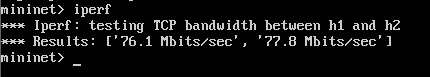 mininet> iperf
*** Iperf: testing TCP bandwidth between h1 and h2
*** Results: ['76.1 Mbits/sec', '77.8 Mbits/sec']
mininet> _